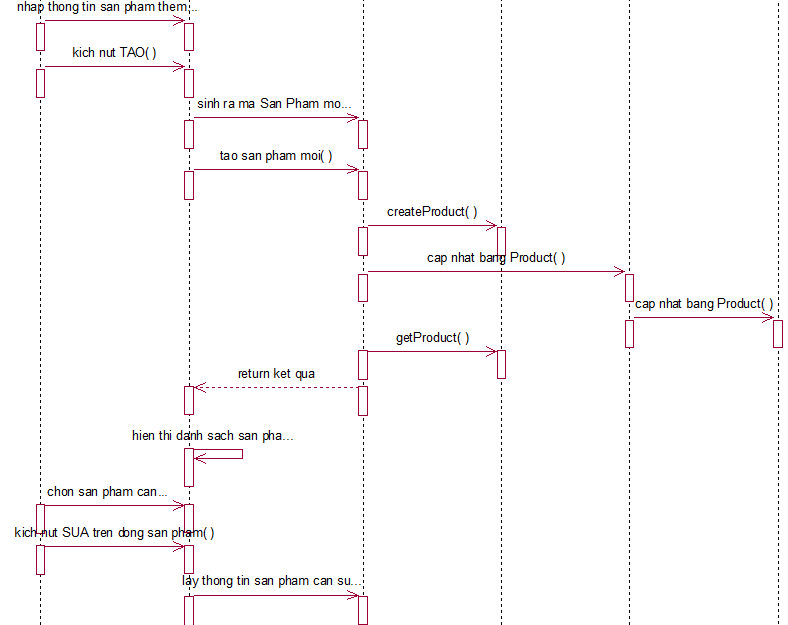 nhap thong tin san pham them...
kich nut TAO( )
sinh ra ma San Pham mo...
tao san pham moi( )
createProduct( )
cap nhat bang Product( )
cap nhat bang Product( )
getProduct( )
return ket qua
hien thi danh sach san pha...
chon san pham can...
kich nut SUA tren dong san pham( )
lay thong tin san pham can su...